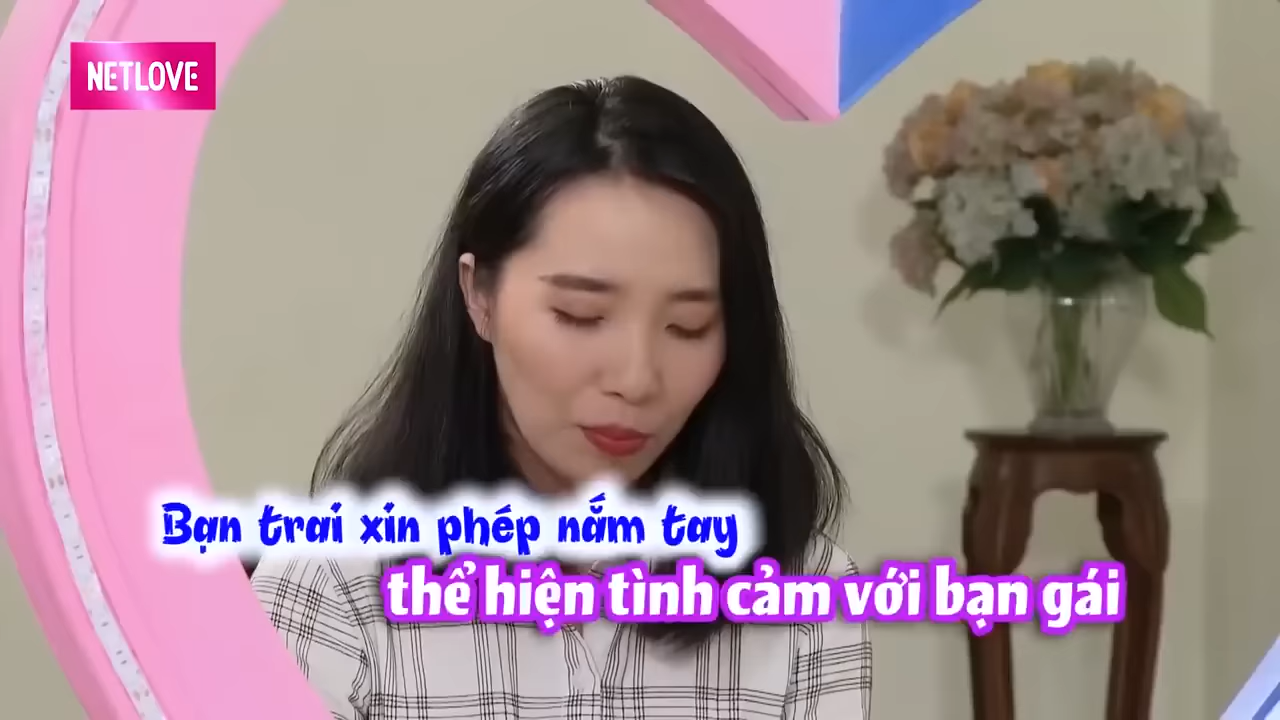 NETLOVE
Bạn trai xin phép nắm tay
thể hiện tình cảm với bạn gái